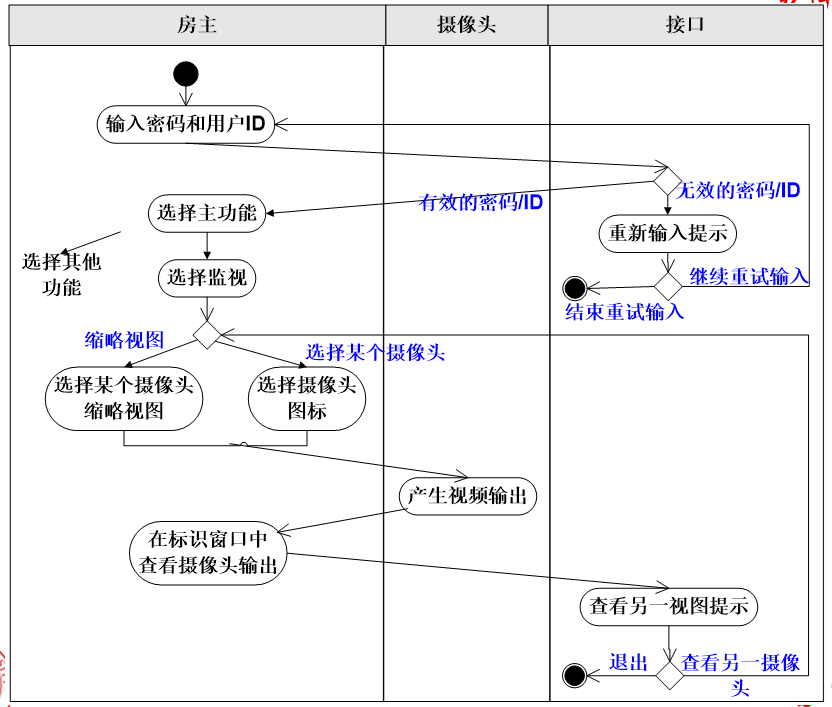 房主
摄像头
接口
输入密码和用户ID
无效的密码/ID
有效的密码/ID
选择主功能
重新输入提示
选择其他
功能
选择监视
继续重试输入
结束重试输入
缩略视图
选择某个摄像头
选择某个摄像头
缩略视图
选择摄像头
图标
产生视频输出
在标识窗口中
查看摄像头输出
查看另一视图提示
退出
查看另一摄像
头